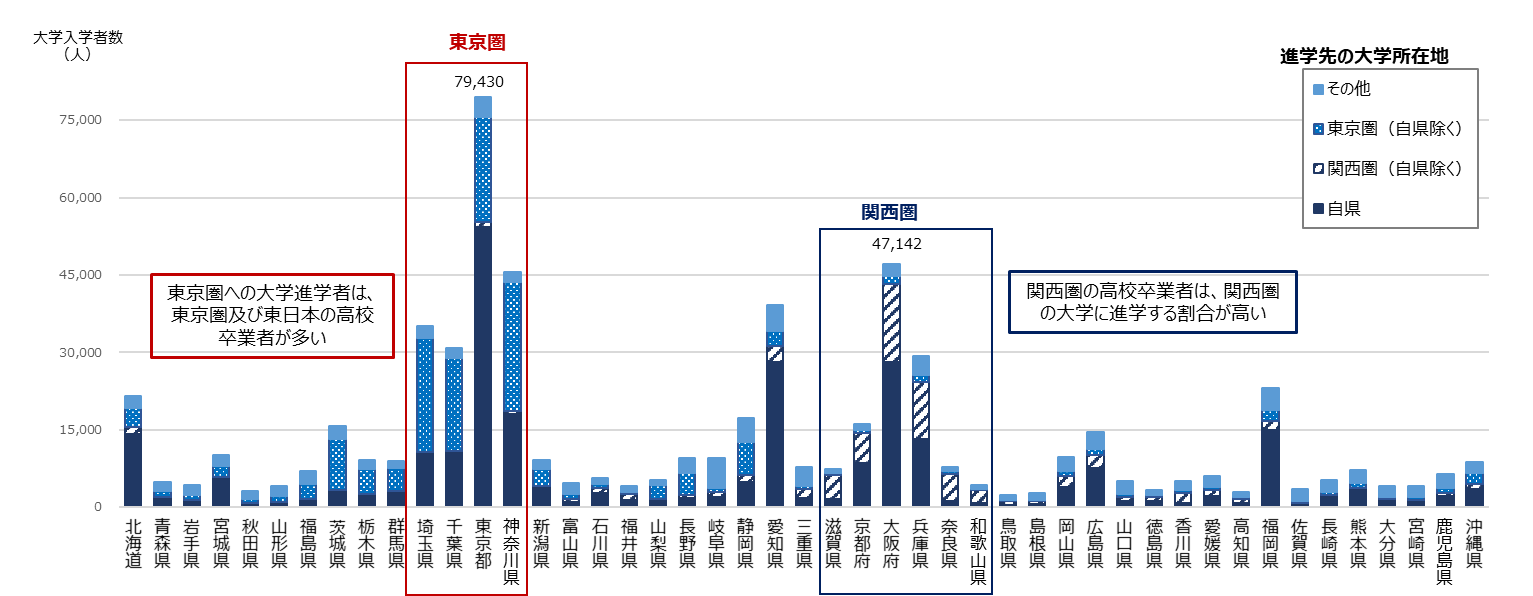 大学入学者数
（人）
東京圏
進学先の大学所在地
79,430
その他
東京圏（自県除く）
関西圏（自県除く）
自県
75,000
60,000
45,000
30,000
15,000
0
関西圏
47,142
東京圏への大学進学者は、
東京圏及び東日本の高校
卒業者が多い
関西圏の高校卒業者は、関西圏
の大学に進学する割合が高い
北海道
青森県
岩手県
宮城県
秋田県
山形県
福島県
茨城県
栃木県
群馬県
埼玉県
千葉県
東京都
神奈川県
新潟県
富山県
石川県
福井県
山梨県
長野県
岐阜県
静岡県
愛知県
三重県
滋賀県
京都府
大阪府
兵庫県
奈良県
和歌山県
鳥取県
島根県
岡山県
広島県
山口県
徳島県
香川県
愛媛県
高知県
福岡県
佐賀県
長崎県
熊本県
大分県
宮崎県
鹿児島県
沖縄県